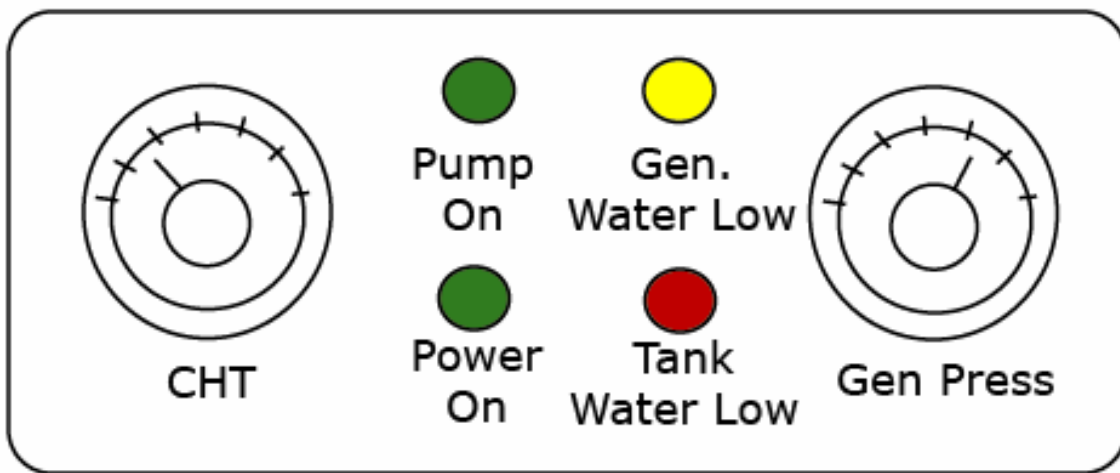 Pump
On
Gen.
Water Low
Power
On
Tank
Water Low
CHT
Gen Press